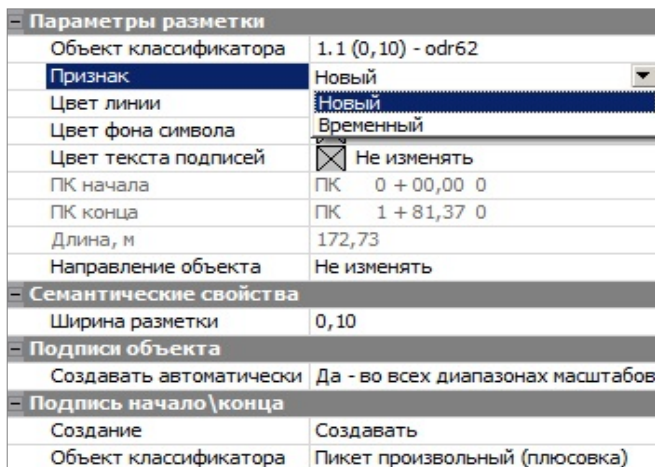 Параметры разметки
Объект классификатора 1.1 (0,10) - odr62
Признак Новый
Цвет линии Новый
Цвет фона символа Временный
Цвет текста подписей Не изменять
ПК начала ПК 0 + 00,00 0
ПК конца ПК 1 + 81,37 0
Длина, м 172,73
Направление объекта Не изменять
Семантические свойства
Ширина разметки 0,10
Подписи объекта
Создавать автоматически Да - во всех диапазонах масштабов
Подпись начало\конца
Создание Создавать
Объект классификатора Пикет произвольный (плюсовка)